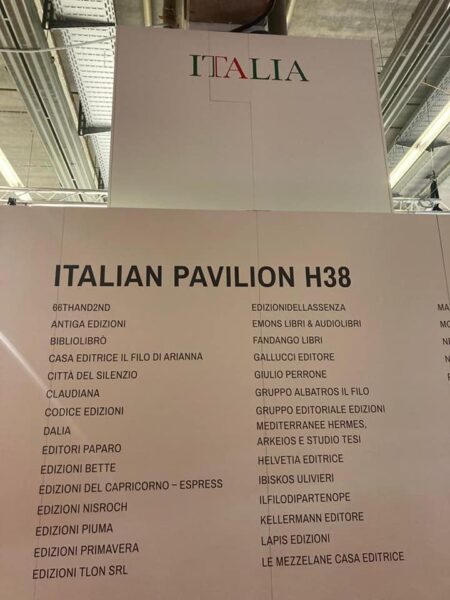 ITALIA
ITALIAN PAVILION H38
66THAND2ND
ANTIGA EDIZIONI
BIBLIOLIBRÒ
CASA EDITRICE IL FILO DI ARIANNA
CITTÀ DEL SILENZIO
CLAUDIANA
CODICE EDIZIONI
DALIA
EDITORI PAPARO
EDIZIONI BETTE
EDIZIONI DEL CAPRICORNO – ESPRESS
EDIZIONI NISROCH
EDIZIONI PIUMA
EDIZIONI PRIMAVERA
EDIZIONI TLON SRL
EDIZIONIDELLASSENZA
EMONS LIBRI & AUDIOLIBRI
FANDANGO LIBRI
GALLUCCI EDITORE
GIULIO PERRONE
GRUPPO ALBATROS IL FILO
GRUPPO EDITORIALE EDIZIONI
MEDITERRANEE HERMES,
ARKEIOS E STUDIO TESI
HELVETIA EDITRICE
IBISKOS ULIVIERI
ILFILODIPARTENOPE
KELLERMANN EDITORE
LAPIS EDIZIONI
LE MEZZELANE CASA EDITRICE